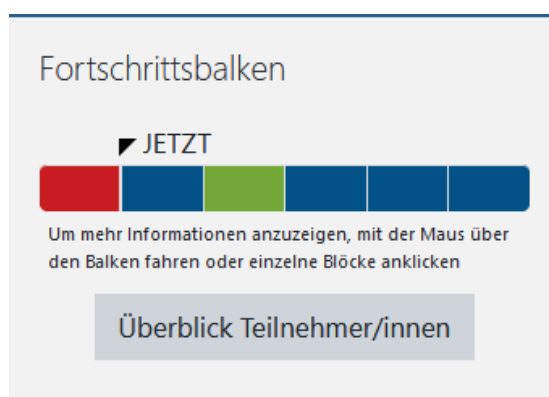 Fortschrittsbalken
JETZT
Um mehr Informationen anzuzeigen, mit der Maus über
den Balken fahren oder einzelne Blöcke anklicken
Überblick Teilnehmer/innen